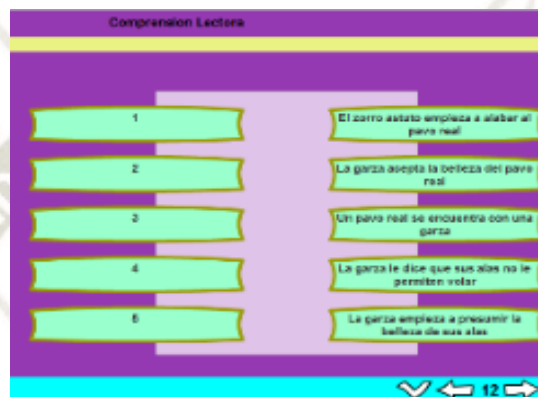 Comprension Lectora
1
El zorro astuto empieza a alabar al
pavo real
2
La garza acepta la belleza del pavo
real
3
Un pavo real se encuentra con una
garza
4
La garza le dice que sus alas no le
permiten volar
5
La garza empieza a presumir la
belleza de sus alas
12